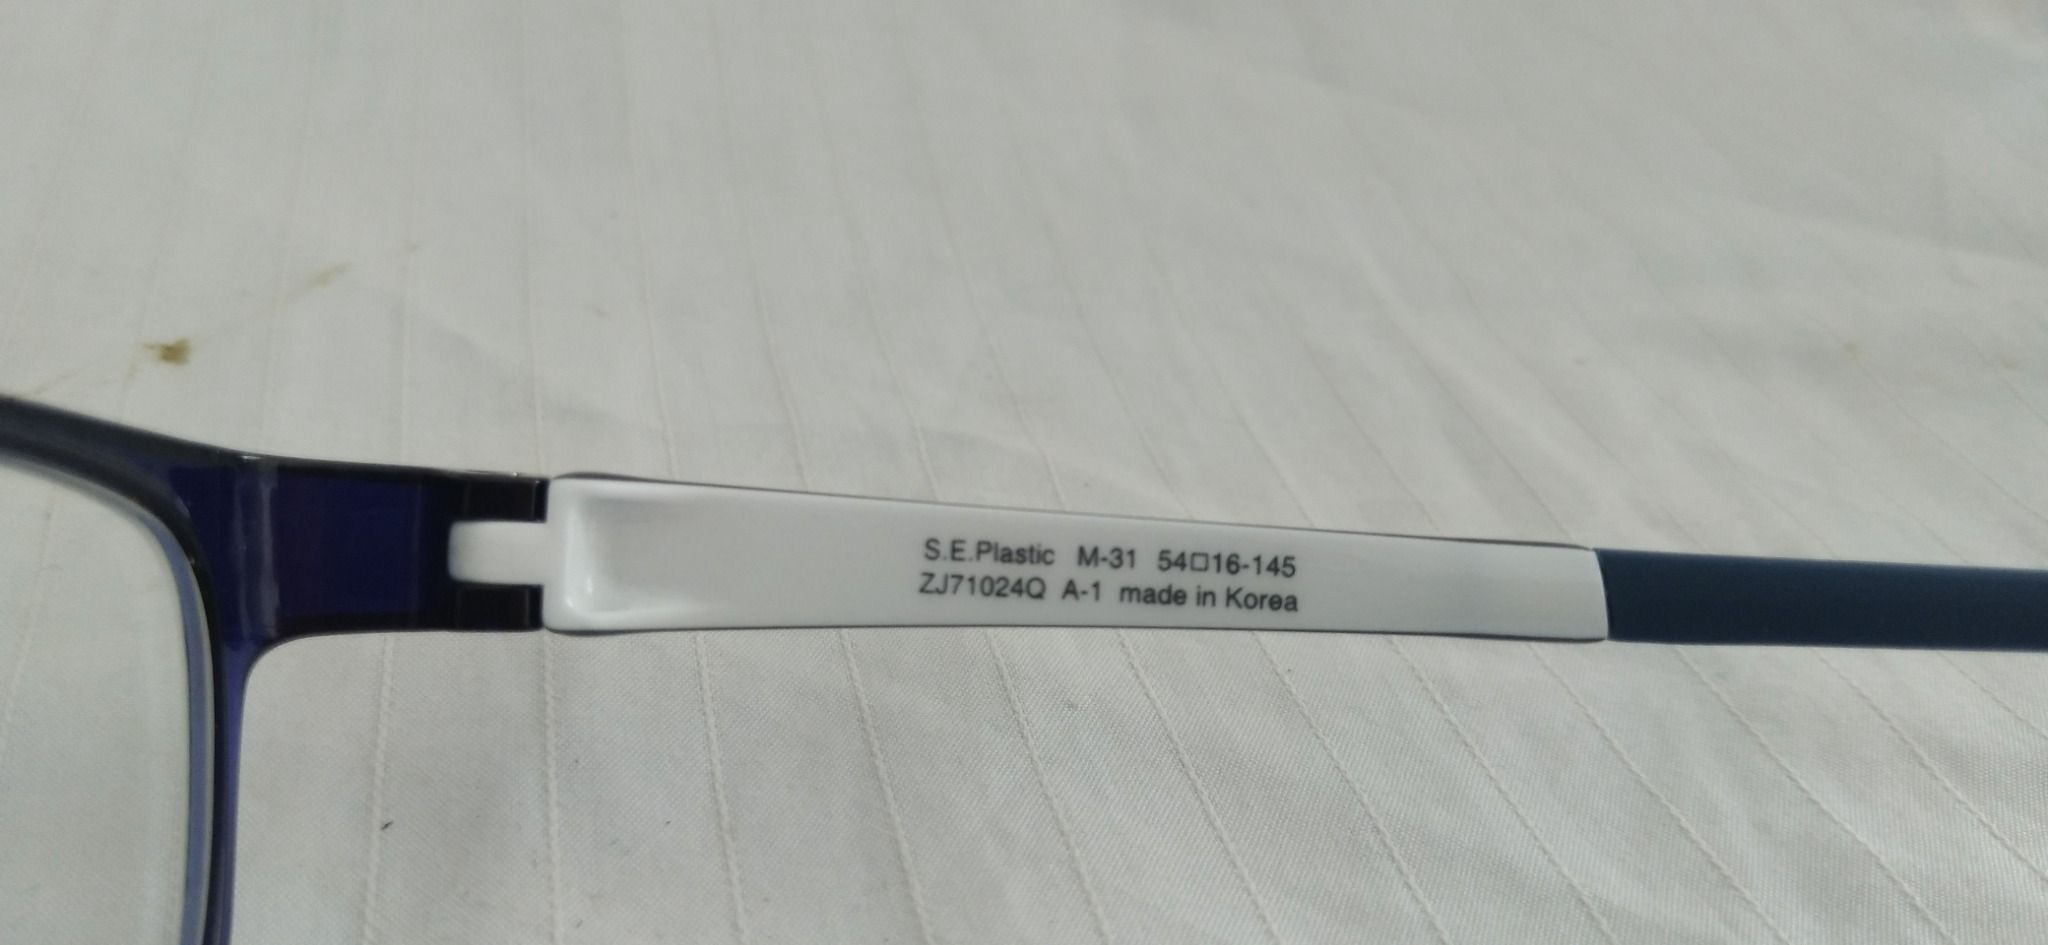 S.E.Plastic M-31 54□16-145
ZJ71024Q A-1 made in Korea